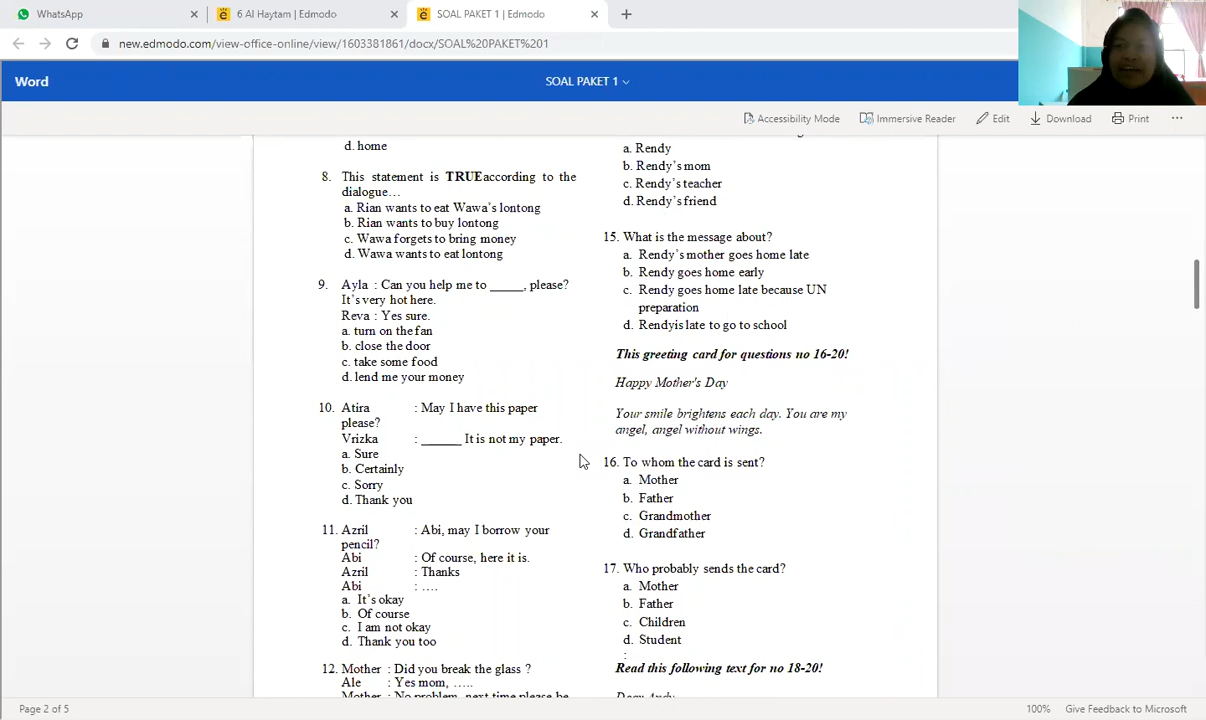 WhatsApp
6 Al Haytam | Edmodo
SOAL PAKET 1 | Edmodo
new.edmodo.com/view-office-online/view/1603381861/docx/SOAL%20PAKET%201
Word
SOAL PAKET 1
Accessibility Mode
Immersive Reader
Edit
Download
Print
d. home
8. This statement is TRUEaccording to the
dialogue…
a. Rian wants to eat Wawa's lontong
b. Rian wants to buy lontong
c. Wawa forgets to bring money
d. Wawa wants to eat lontong
9. Ayla : Can you help me to _____, please?
It's very hot here.
Reva : Yes sure.
a. turn on the fan
b. close the door
c. take some food
d. lend me your money
10. Atira : May I have this paper
please?
Vrizka : ______ It is not my paper.
a. Sure
b. Certainly
c. Sorry
d. Thank you
11. Azril : Abi, may I borrow your
pencil?
Abi : Of course, here it is.
Azril : Thanks
Abi : ….
a. It's okay
b. Of course
c. I am not okay
d. Thank you too
12. Mother : Did you break the glass ?
Ale : Yes mom, …..
Mother : No problem, next time please be
a. Rendy
b. Rendy's mom
c. Rendy's teacher
d. Rendy's friend
15. What is the message about?
a. Rendy's mother goes home late
b. Rendy goes home early
c. Rendy goes home late because UN
preparation
d. Rendyis late to go to school
This greeting card for questions no 16-20!
Happy Mother's Day
Your smile brightens each day. You are my
angel, angel without wings.
16. To whom the card is sent?
a. Mother
b. Father
c. Grandmother
d. Grandfather
17. Who probably sends the card?
a. Mother
b. Father
c. Children
d. Student
:
Read this following text for no 18-20!
Dear Andy
Page 2 of 5
100%
Give Feedback to Microsoft